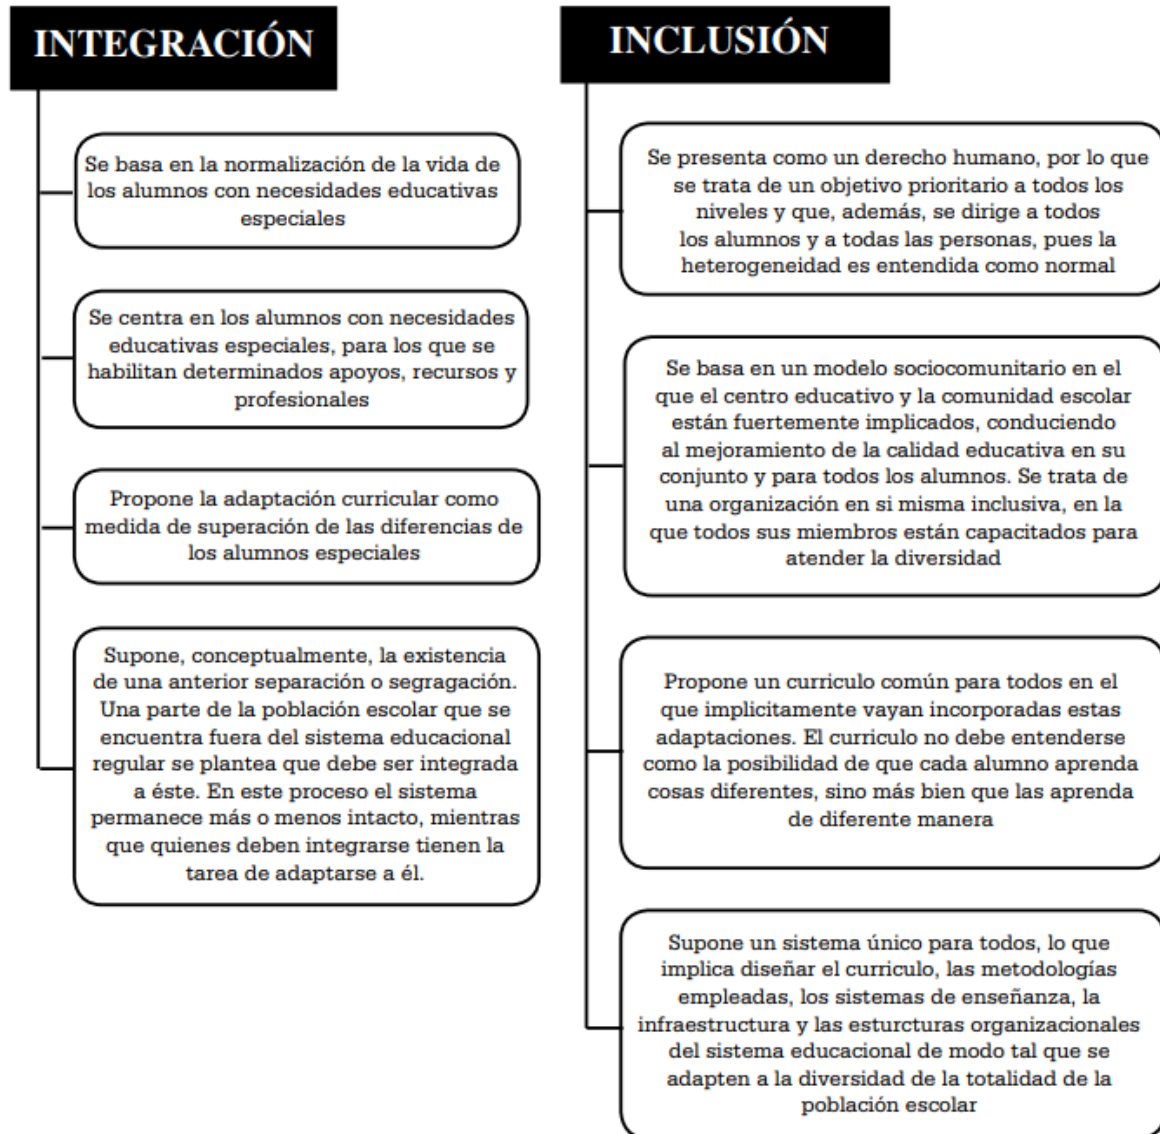 INTEGRACIÓN
Se basa en la normalización de la vida de
los alumnos con necesidades educativas
especiales
Se centra en los alumnos con necesidades
educativas especiales, para los que se
habilitan determinados apoyos, recursos y
profesionales
Propone la adaptación curricular como
medida de superación de las diferencias de
los alumnos especiales
Supone, conceptualmente, la existencia
de una anterior separación o segragación.
Una parte de la población escolar que se
encuentra fuera del sistema educacional
regular se plantea que debe ser integrada
a éste. En este proceso el sistema
permanece más o menos intacto, mientras
que quienes deben integrarse tienen la
tarea de adaptarse a él.
INCLUSIÓN
Se presenta como un derecho humano, por lo que
se trata de un objetivo prioritario a todos los
niveles y que, además, se dirige a todos
los alumnos y a todas las personas, pues la
heterogeneidad es entendida como normal
Se basa en un modelo sociocomunitario en el
que el centro educativo y la comunidad escolar
están fuertemente implicados, conduciendo
al mejoramiento de la calidad educativa en su
conjunto y para todos los alumnos. Se trata de
una organización en si misma inclusiva, en la
que todos sus miembros están capacitados para
atender la diversidad
Propone un curriculo común para todos en el
que implicitamente vayan incorporadas estas
adaptaciones. El curriculo no debe entenderse
como la posibilidad de que cada alumno aprenda
cosas diferentes, sino más bien que las aprenda
de diferente manera
Supone un sistema único para todos, lo que
implica diseñar el curriculo, las metodologías
empleadas, los sistemas de enseñanza, la
infraestructura y las esturcturas organizacionales
del sistema educacional de modo tal que se
adapten a la diversidad de la totalidad de la
población escolar